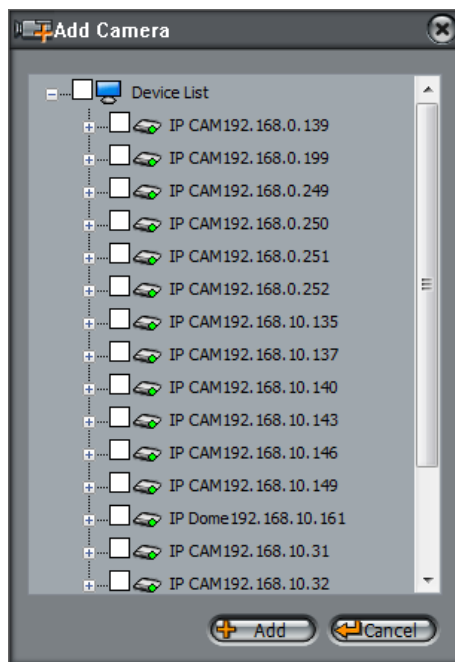 Add Camera
Device List
IP CAM192.168.0.139
IP CAM192.168.0.199
IP CAM192.168.0.249
IP CAM192.168.0.250
IP CAM192.168.0.251
IP CAM192.168.0.252
IP CAM192.168.10.135
IP CAM192.168.10.137
IP CAM192.168.10.140
IP CAM192.168.10.143
IP CAM192.168.10.146
IP CAM192.168.10.149
IP Dome192.168.10.161
IP CAM192.168.10.31
IP CAM192.168.10.32
Add Cancel